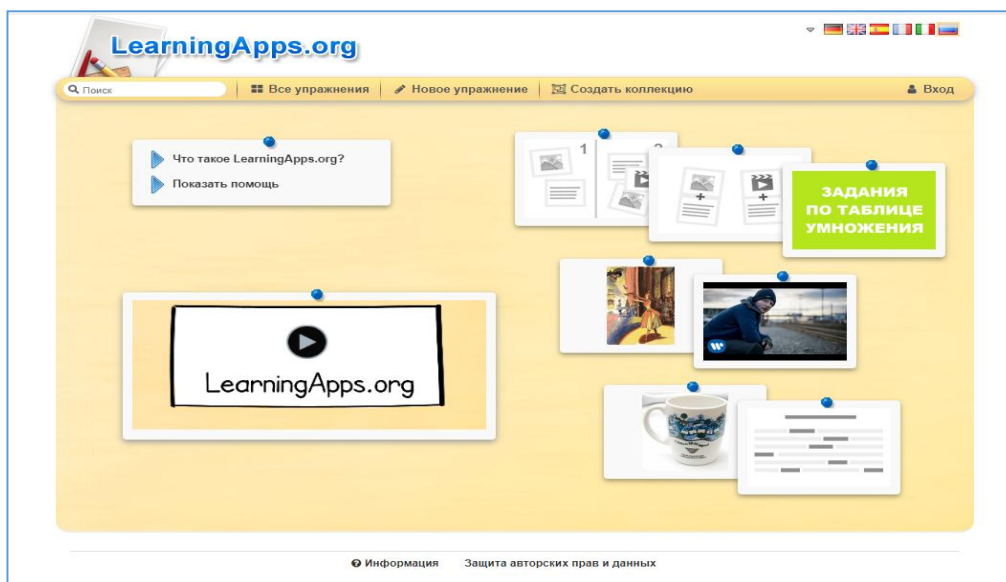 LearningApps.org
Поиск
Все упражнения
Новое упражнение
Создать коллекцию
Вход
Что такое LearningApps.org?
Показать помощь
1
ЗАДАНИЯ
ПО ТАБЛИЦЕ
УМНОЖЕНИЯ
LearningApps.org
Информация
Защита авторских прав и данных